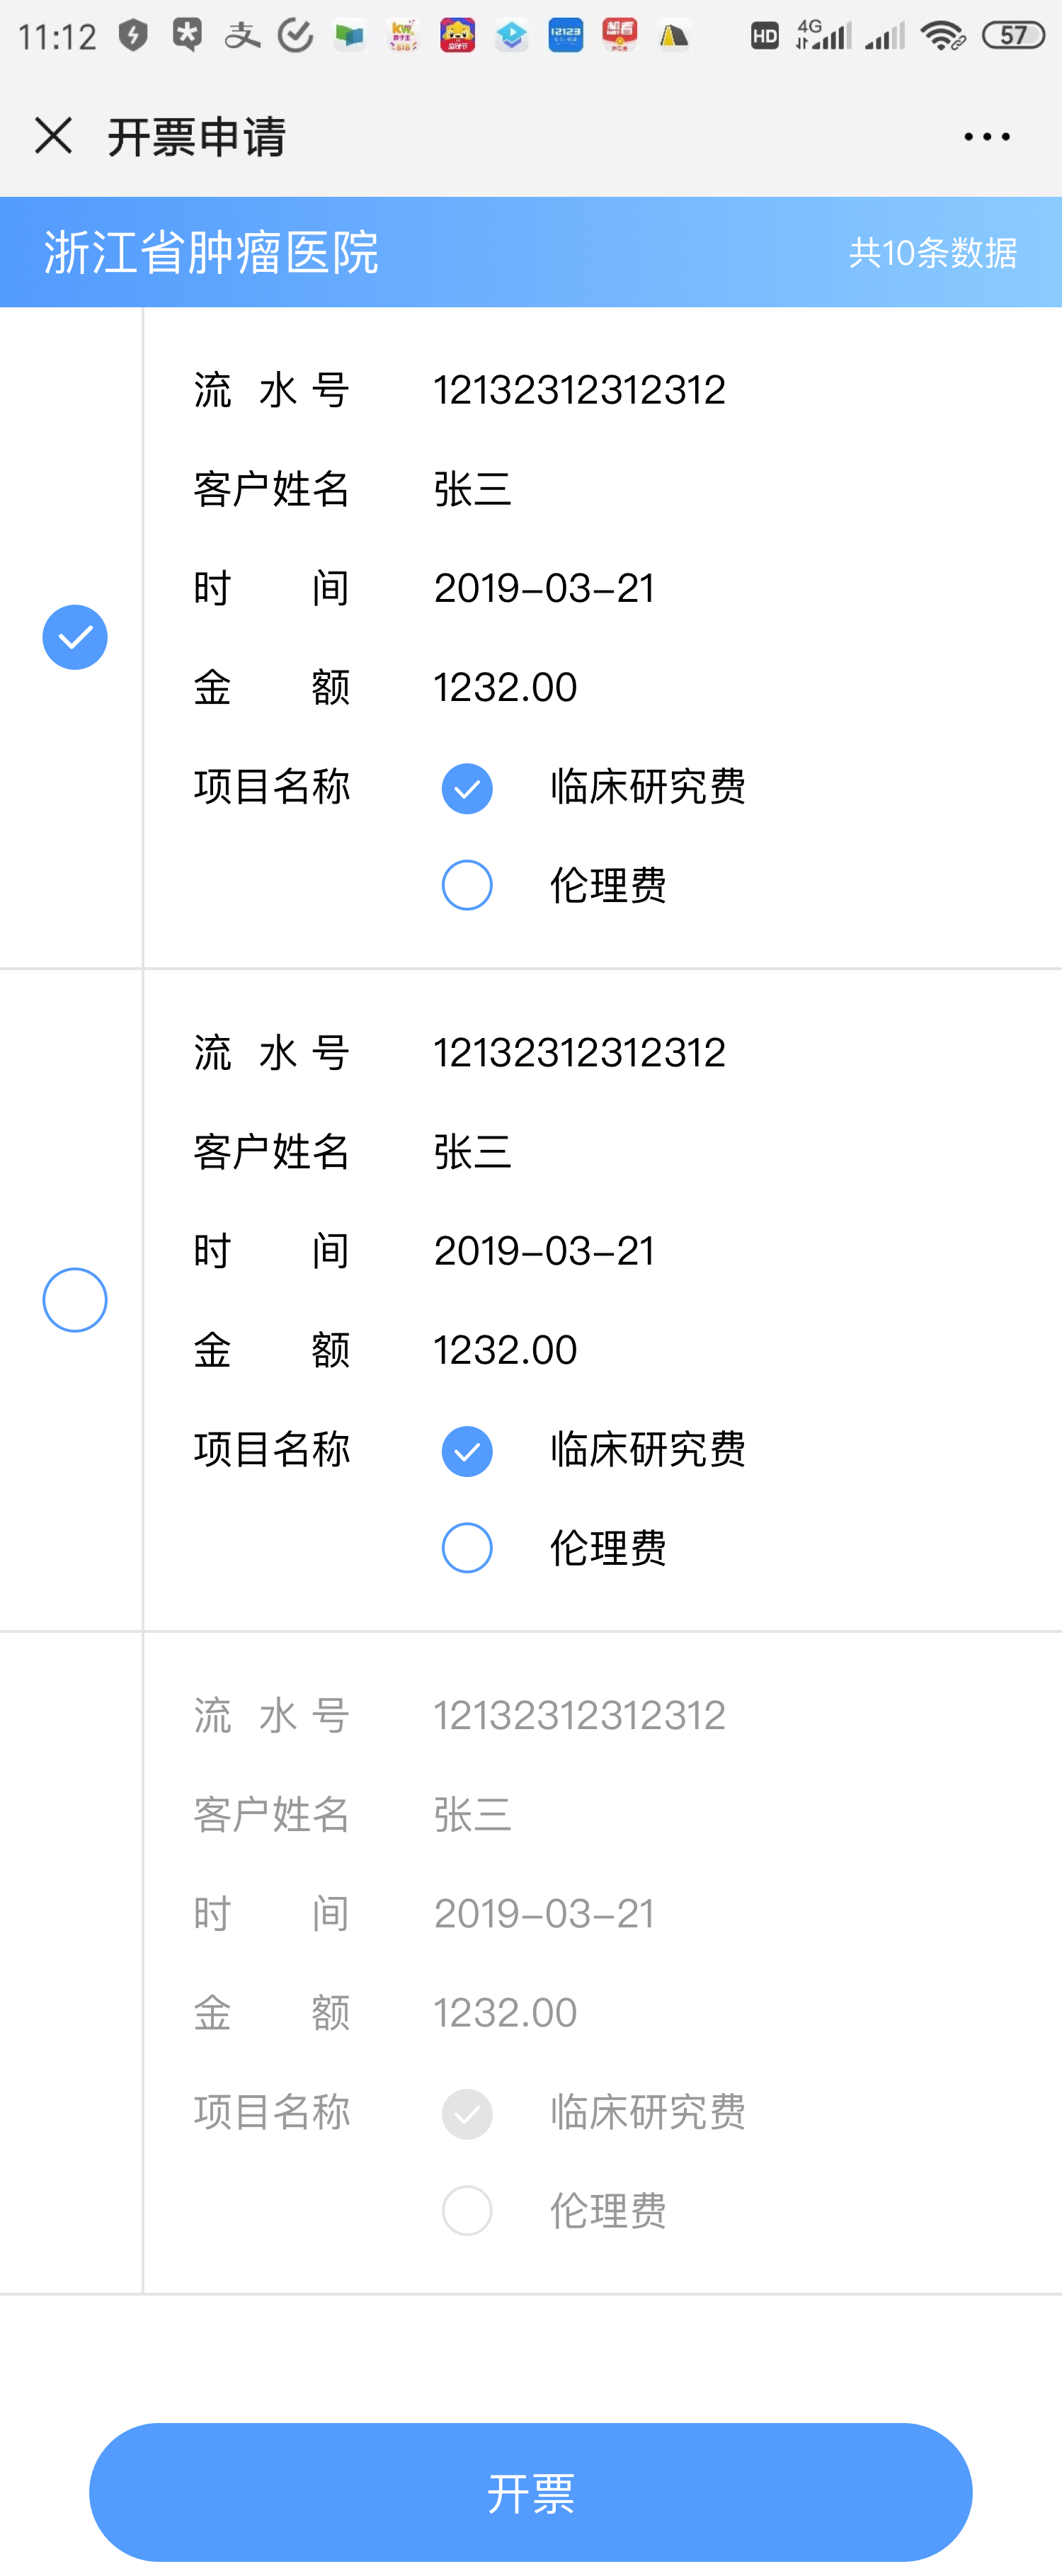 11:12 支 HD 4G 57
开票申请
浙江省肿瘤医院 共10条数据
流水号 12132312312312
客户姓名 张三
时间 2019-03-21
金额 1232.00
项目名称 临床研究费
伦理费
流水号 12132312312312
客户姓名 张三
时间 2019-03-21
金额 1232.00
项目名称 临床研究费
伦理费
流水号 12132312312312
客户姓名 张三
时间 2019-03-21
金额 1232.00
项目名称 临床研究费
伦理费
开票